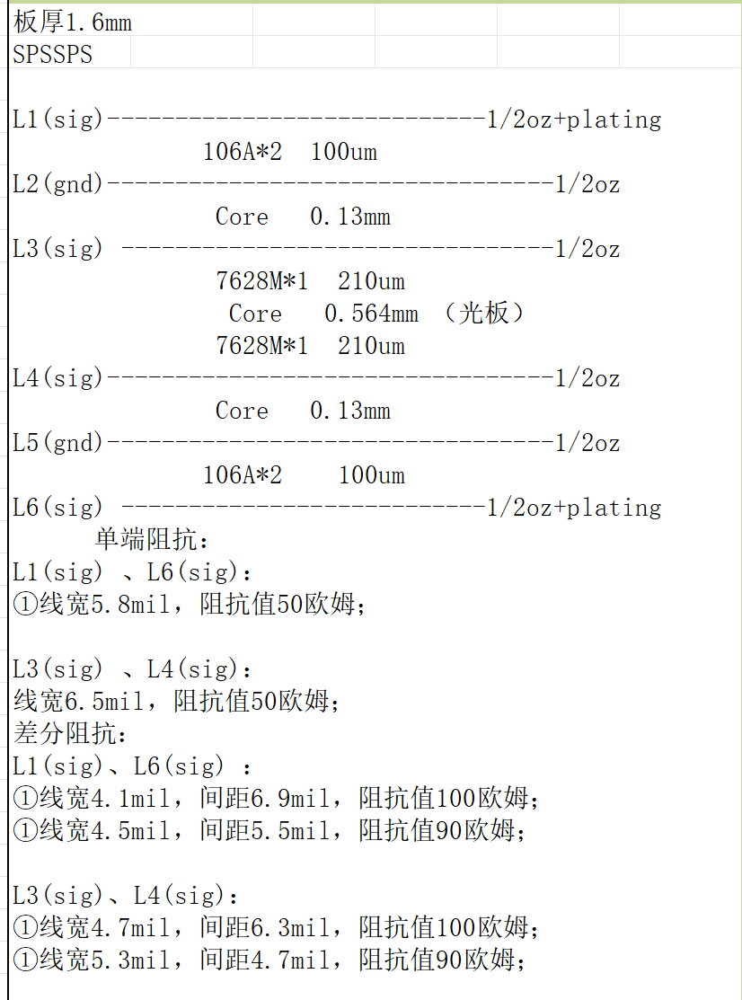 板厚1.6mm
SPSSPS
L1(sig)----------------------------1/2oz+plating
106A*2  100um
L2(gnd)---------------------------------1/2oz
Core   0.13mm
L3(sig) --------------------------------1/2oz
7628M*1  210um
Core   0.564mm （光板）
7628M*1  210um
L4(sig)---------------------------------1/2oz
Core   0.13mm
L5(gnd)---------------------------------1/2oz
106A*2    100um
L6(sig) ---------------------------1/2oz+plating
单端阻抗：
L1(sig) 、L6(sig)：
①线宽5.8mil，阻抗值50欧姆；
L3(sig) 、L4(sig)：
线宽6.5mil，阻抗值50欧姆；
差分阻抗：
L1(sig)、L6(sig) ：
①线宽4.1mil，间距6.9mil，阻抗值100欧姆；
①线宽4.5mil，间距5.5mil，阻抗值90欧姆；
L3(sig)、L4(sig)：
①线宽4.7mil，间距6.3mil，阻抗值100欧姆；
①线宽5.3mil，间距4.7mil，阻抗值90欧姆；